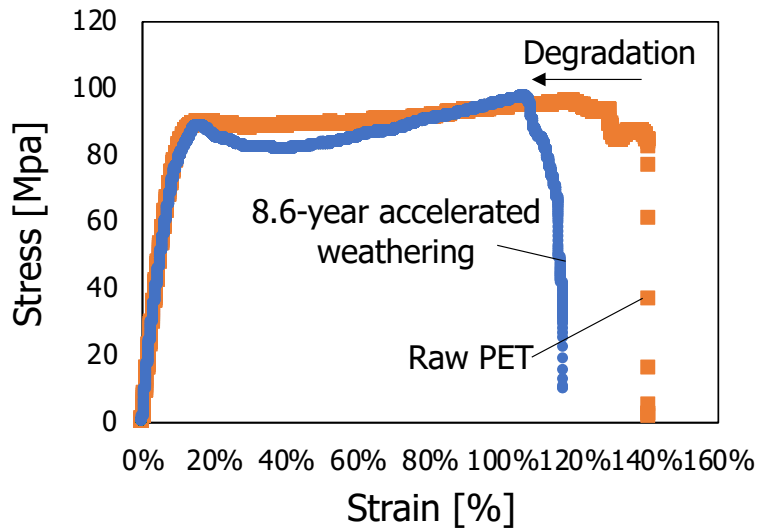 120
100
80
60
40
20
0
Stress [Mpa]
Degradation
8.6-year accelerated
weathering
Raw PET
0% 20% 40% 60% 80% 100% 120% 140% 160%
Strain [%]